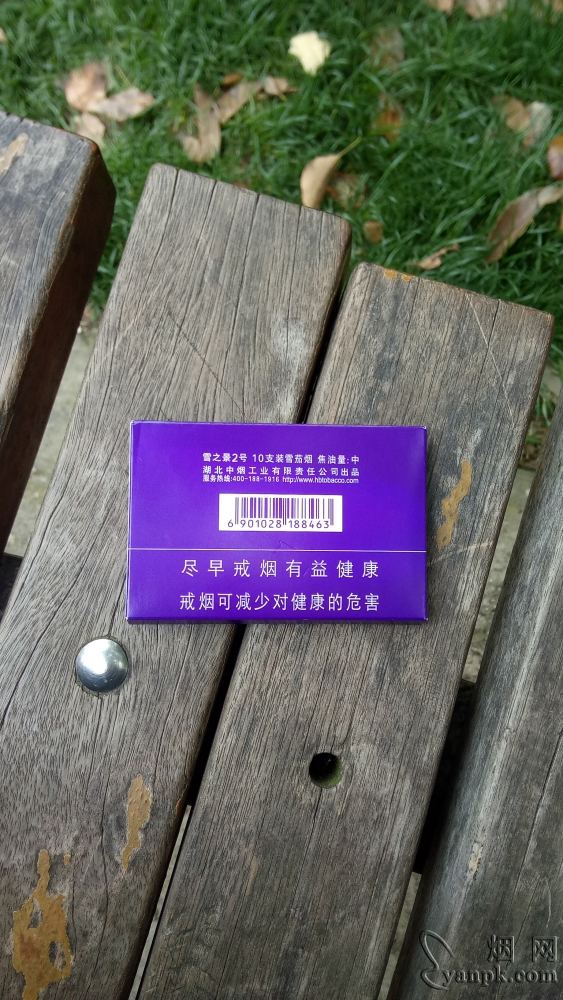 雪之景2号 10支装雪茄烟 焦油量:中
湖北中烟工业有限责任公司出品
服务热线:400-188-1916 http://www.hbtobacco.com
6 901028 188463
尽早戒烟有益健康
戒烟可减少对健康的危害
烟网
yanpk.com